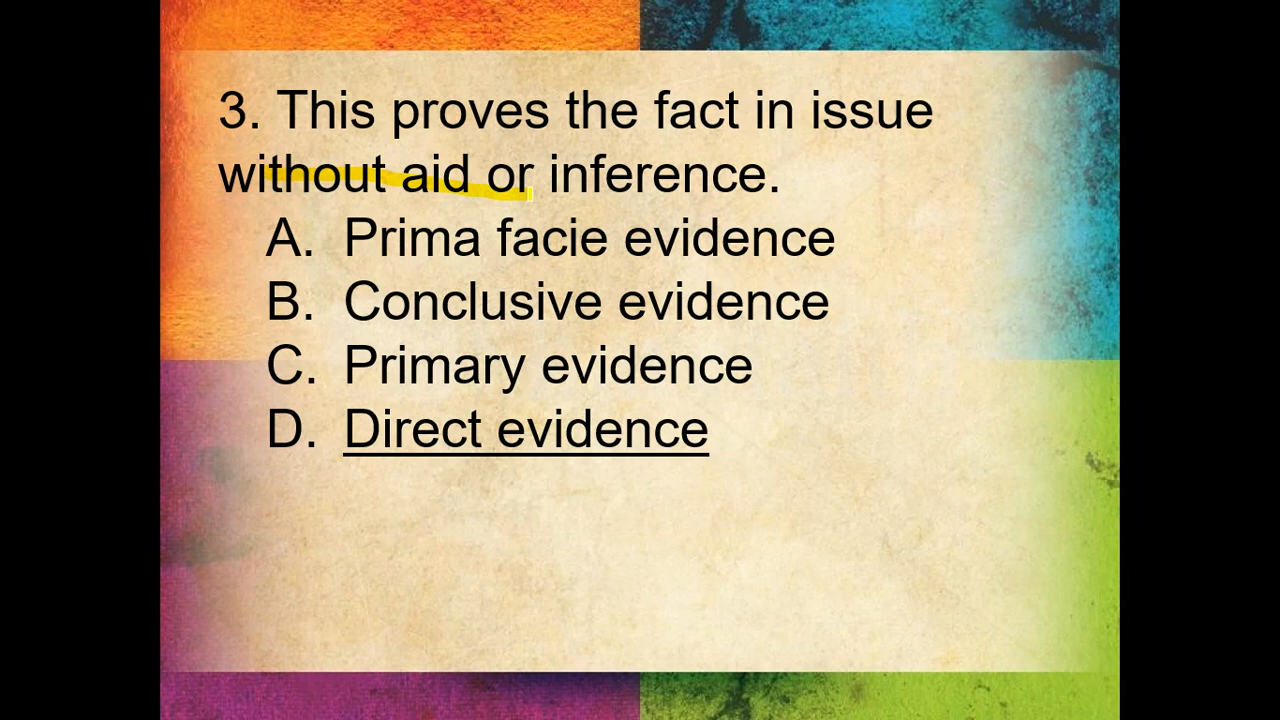 3. This proves the fact in issue
without aid or inference.
A. Prima facie evidence
B. Conclusive evidence
C. Primary evidence
D. Direct evidence